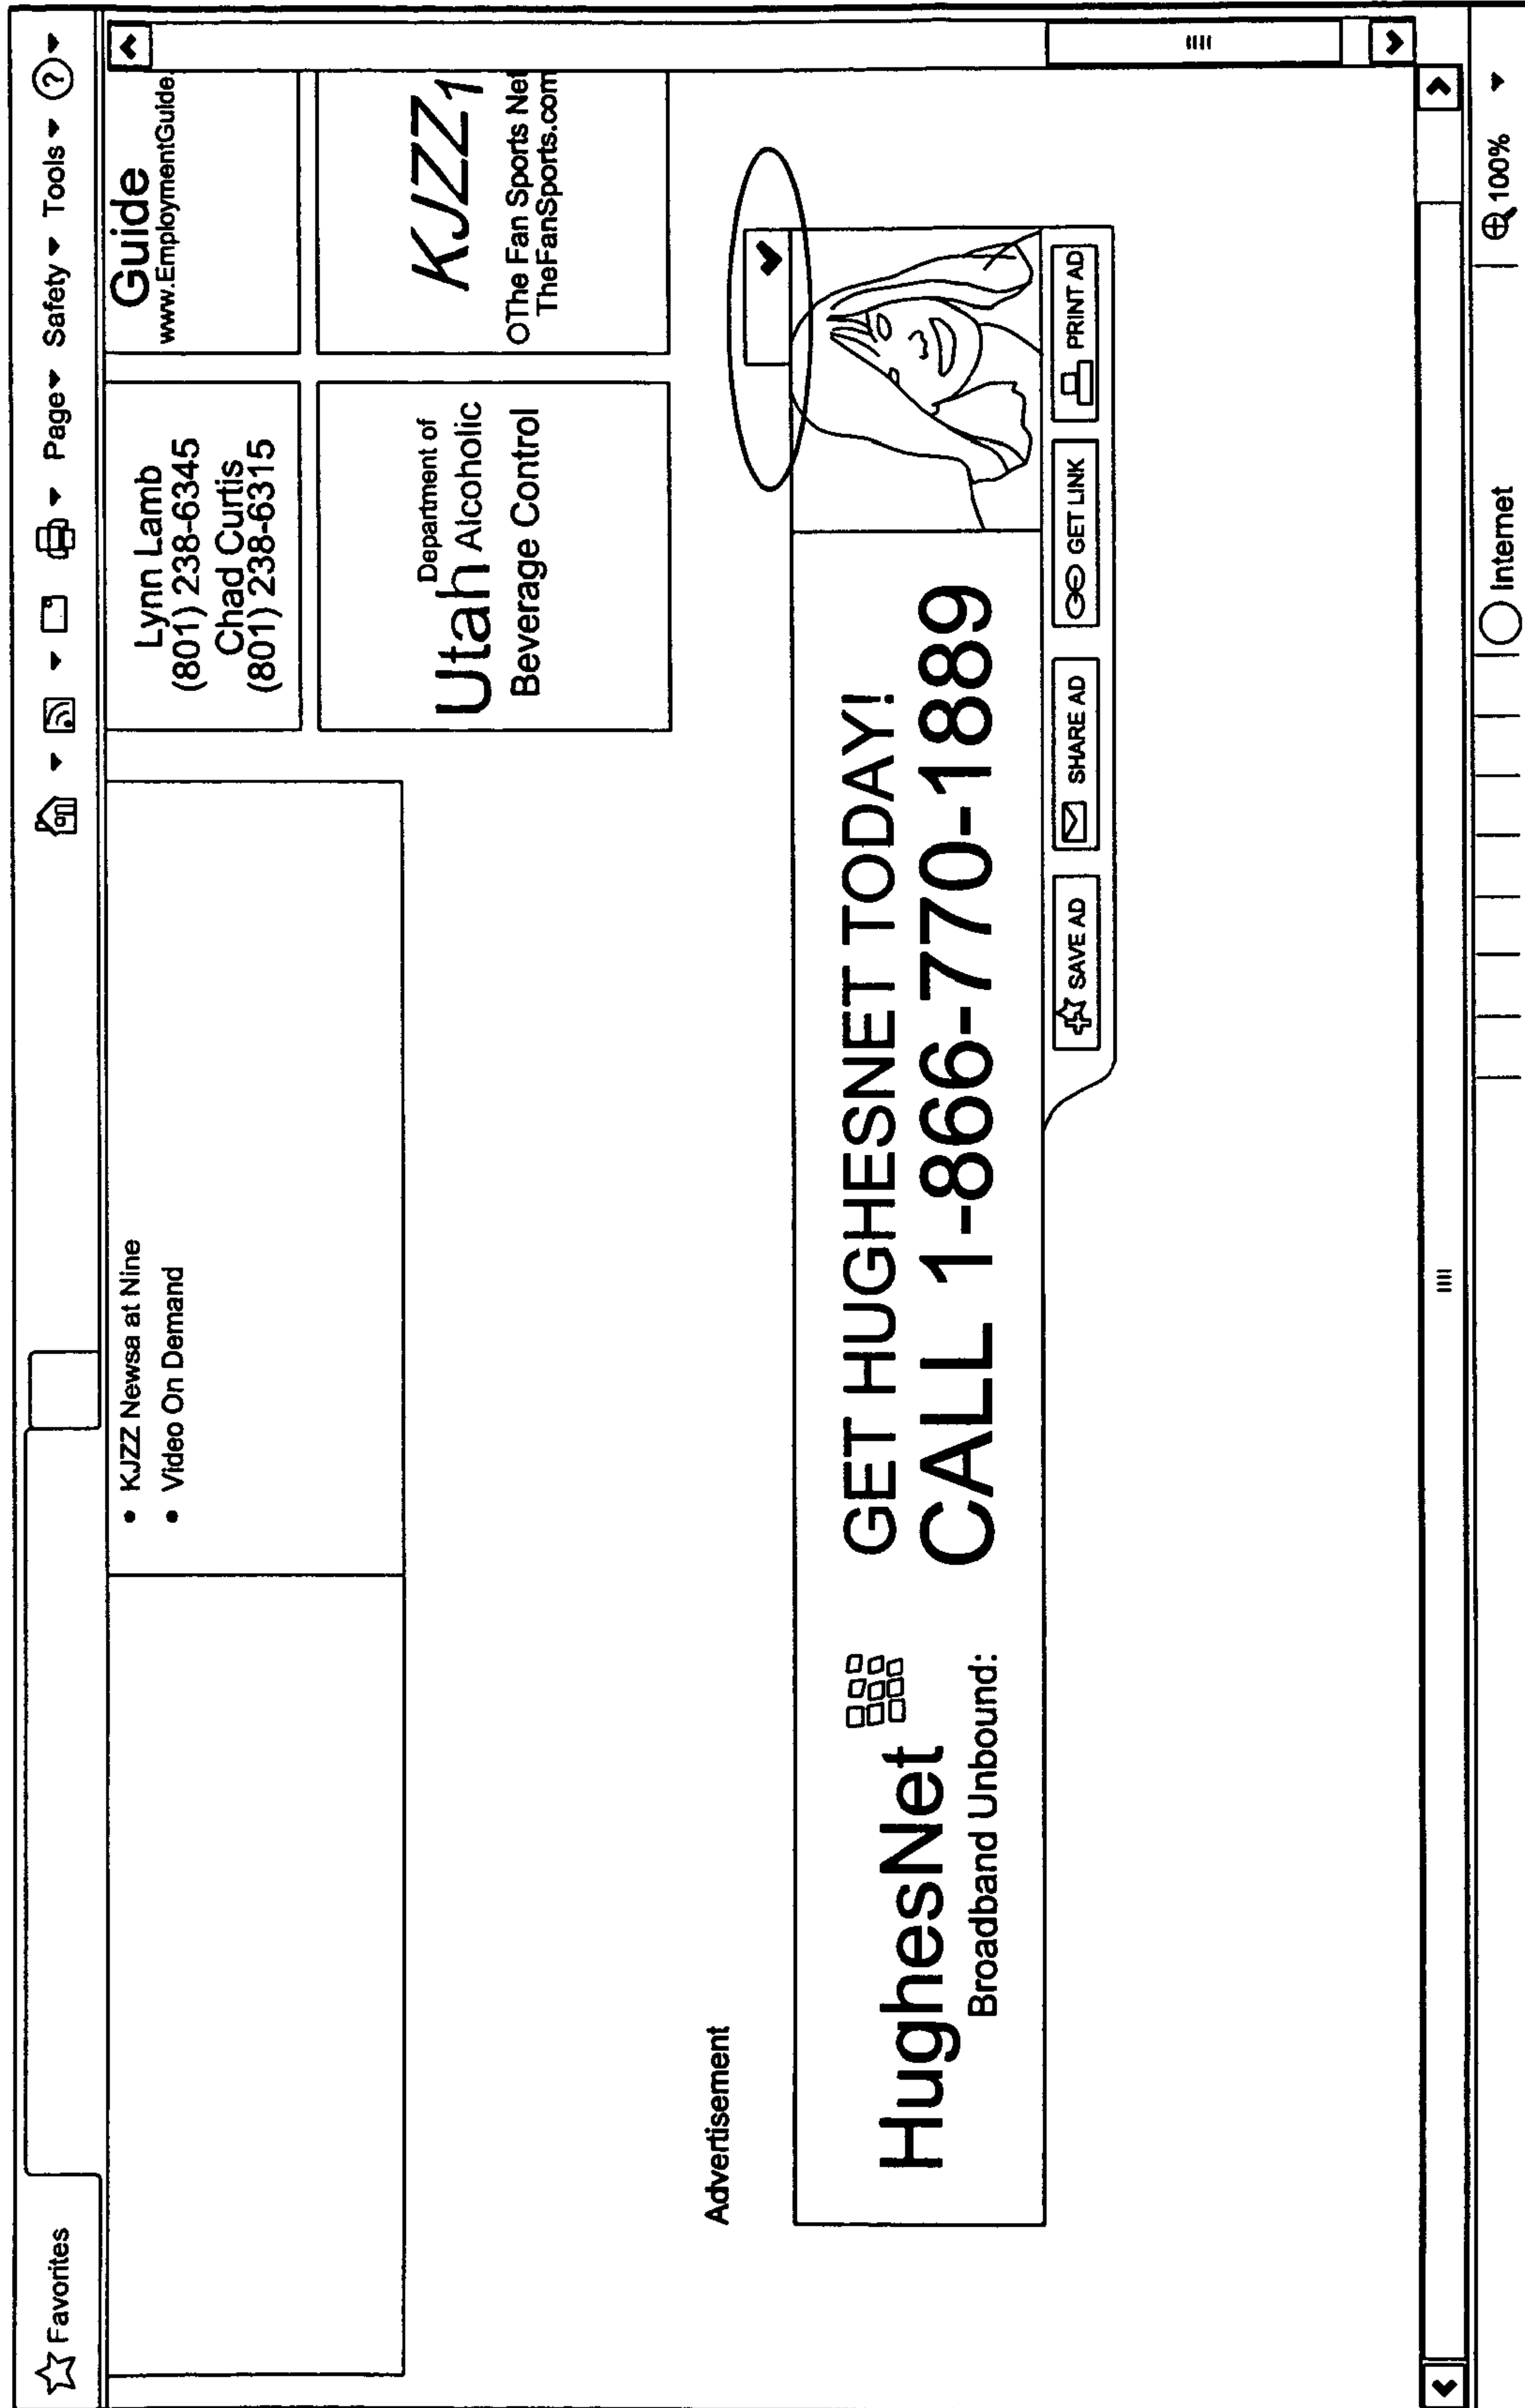 Favorites
Page
Safety
Tools
?
KJZZ Newsa at Nine
Video On Demand
Lynn Lamb
(801) 238-6345
Chad Curtis
(801) 238-6315
Guide
www.EmploymentGuide.
Department of
Utah Alcoholic
Beverage Control
KJZZ1
OThe Fan Sports Net
TheFanSports.com
Advertisement
HughesNet
Broadband Unbound:
GET HUGHESNET TODAY!
CALL 1-866-770-1889
SAVE AD
SHARE AD
GET LINK
PRINT AD
Internet
100%